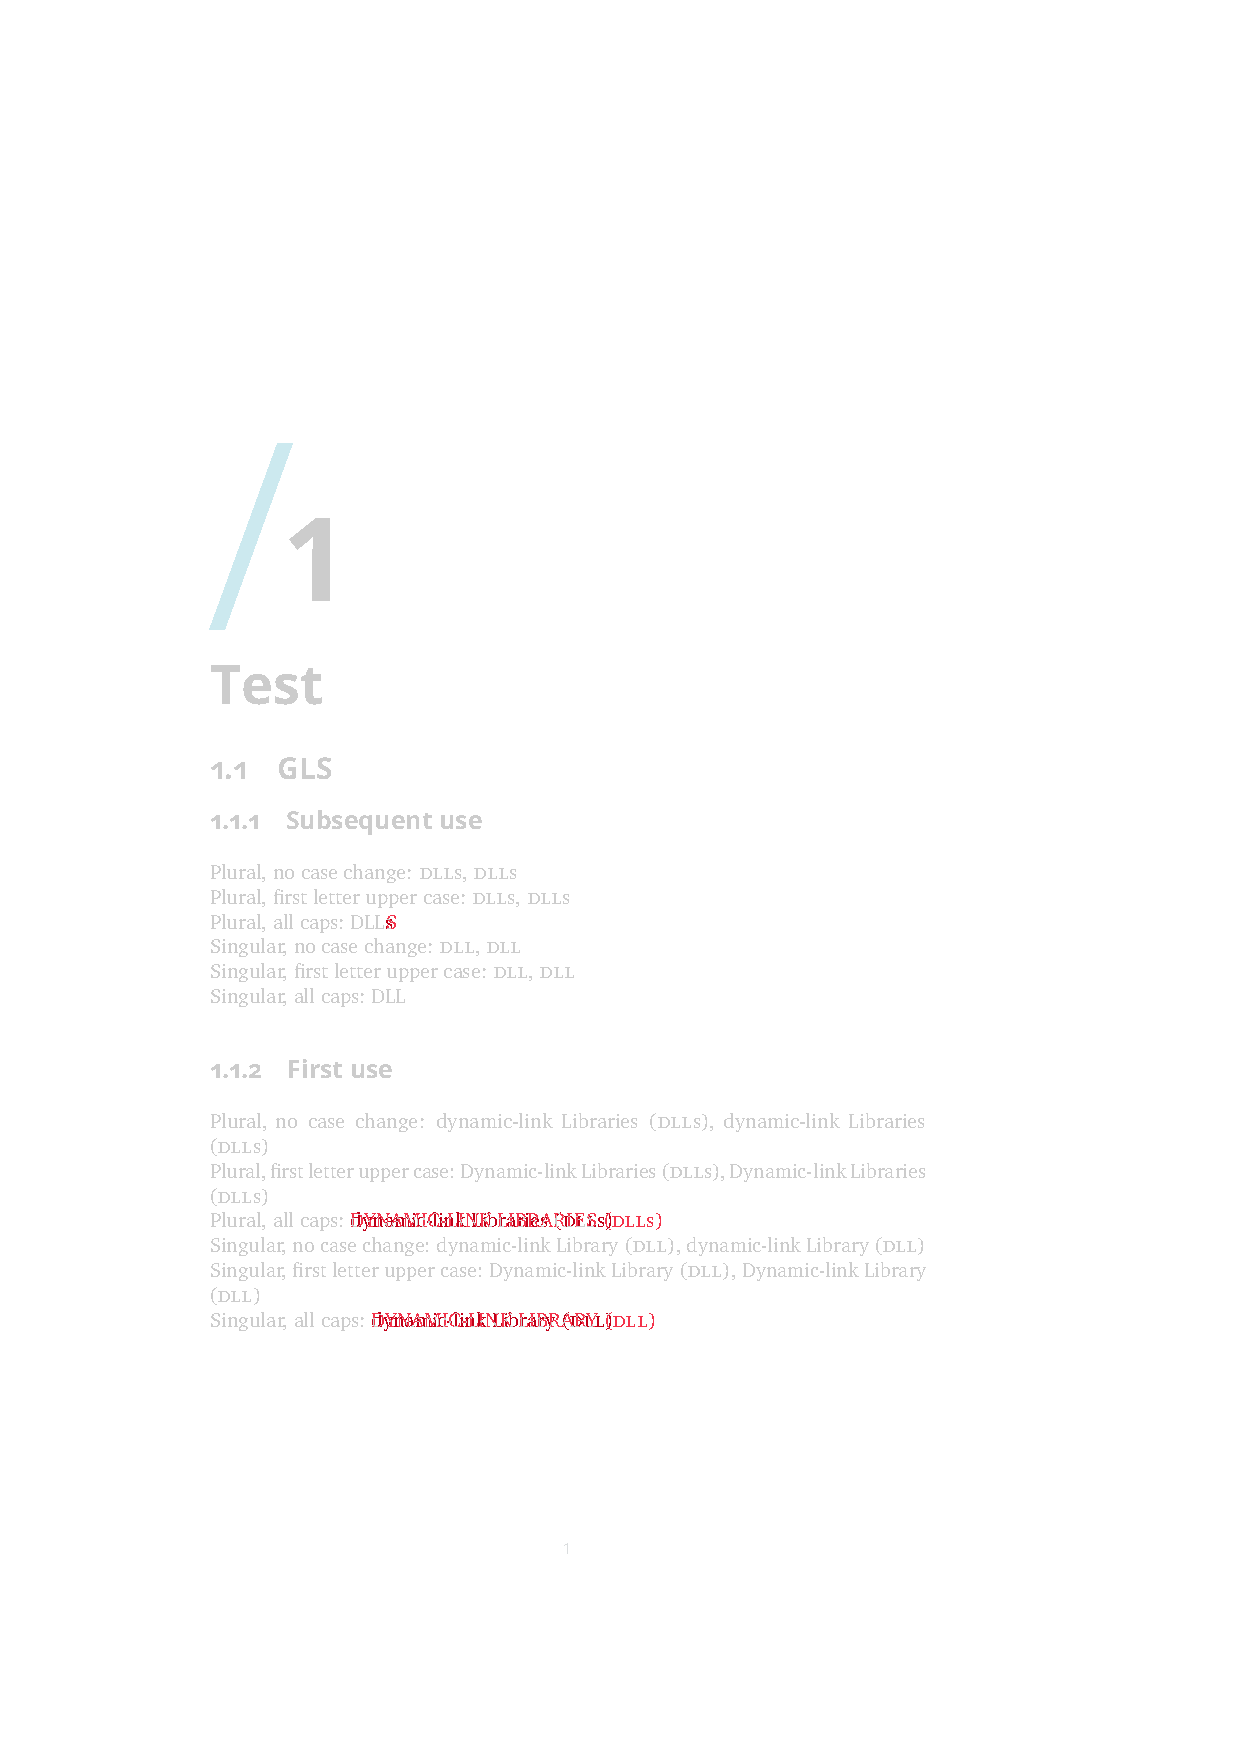 /1
Test
1.1 GLS
1.1.1 Subsequent use
Plural, no case change: DLLs, DLLs
Plural, first letter upper case: DLLs, DLLs
Plural, all caps: DLL
Singular, no case change: DLL, DLL
Singular, first letter upper case: DLL, DLL
Singular, all caps: DLL
1.1.2 First use
Plural, no case change: dynamic-link Libraries (DLLs), dynamic-link Libraries
(DLLs)
Plural, first letter upper case: Dynamic-link Libraries (DLLs), Dynamic-link Libraries
(DLLs)
Plural, all caps: (DLLs)
Singular, no case change: dynamic-link Library (DLL), dynamic-link Library (DLL)
Singular, first letter upper case: Dynamic-link Library (DLL), Dynamic-link Library
(DLL)
Singular, all caps: (DLL)
1